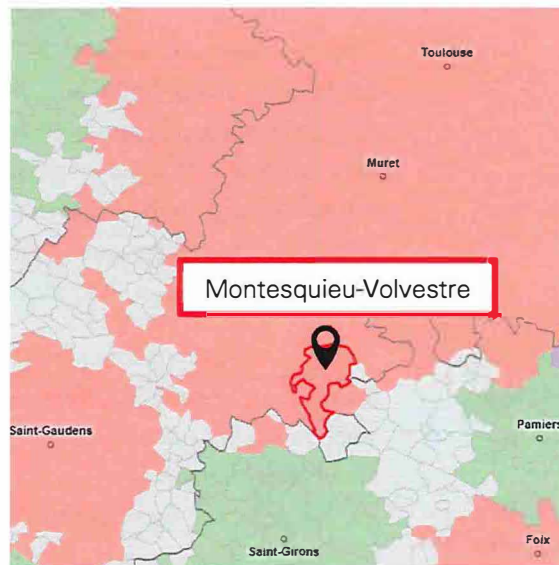 Toulouse
Muret
Montesquieu-Volvestre
Saint-Gaudens
Pamiers
Saint-Girons
Foix